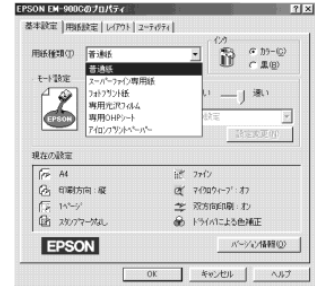 EPSON EM-900Cのプロパティ
基本設定 用紙設定 レイアウト ユーティリティ
用紙種類(T) 普通紙
普通紙
スーパーファイン専用紙
フォトプリント紙
専用光沢フィルム
専用OHPシート
アイロンプリントペーパー
インク
カラー(C)
黒(B)
モード設定
EPSON
い 速い
設定変更(N)
現在の設定
A4
印刷方向 : 縦
1ページ
スタンプマークなし
ファイン
マイクロウィーブ : オフ
双方向印刷 : オン
ドライバによる色補正
EPSON
バージョン情報(O)
OK キャンセル ヘルプ